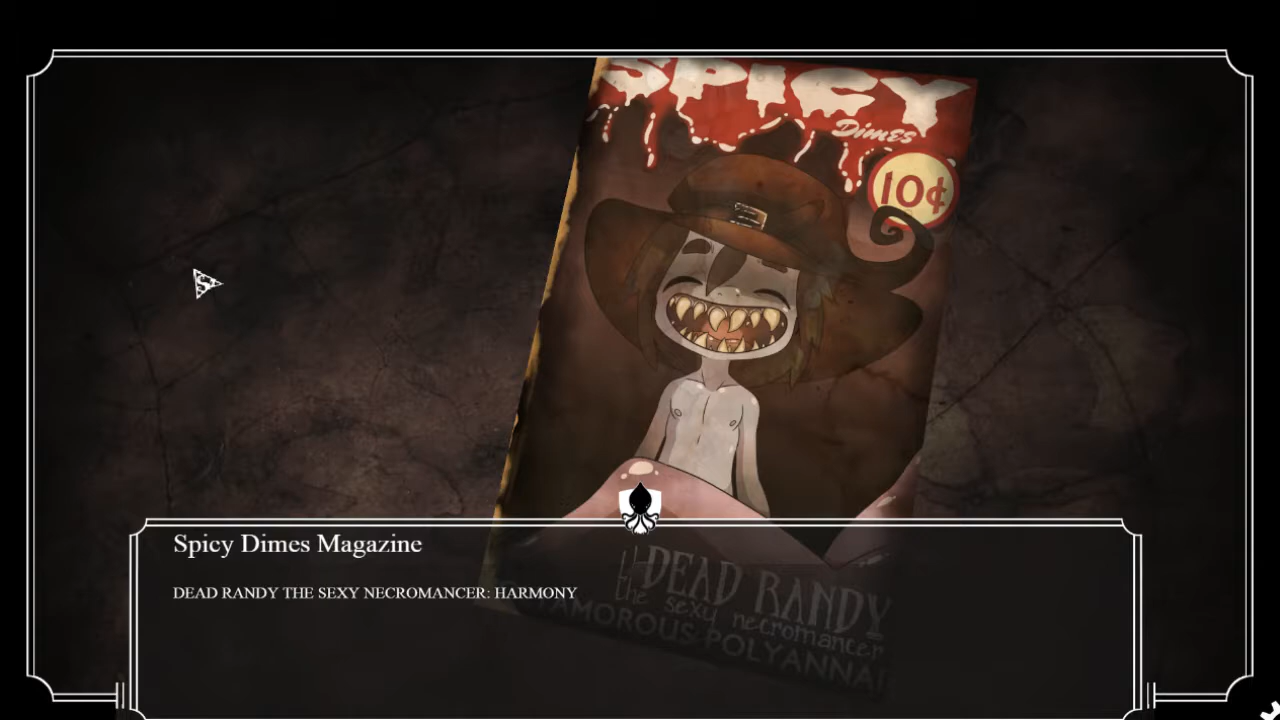 SPICY
Dimes
10¢
Spicy Dimes Magazine
DEAD RANDY THE SEXY NECROMANCER: HARMONY
DEAD RANDY
the sexy necromancer
AMOROUS POLYANNA!